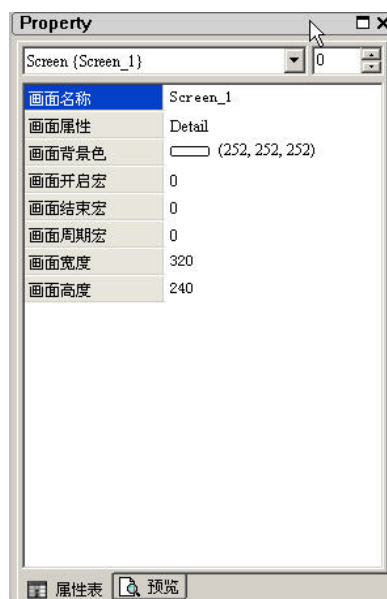 Property
Screen {Screen_1} 0
画面名称 Screen_1
画面属性 Detail
画面背景色 (252, 252, 252)
画面开启宏 0
画面结束宏 0
画面周期宏 0
画面宽度 320
画面高度 240
属性表 预览